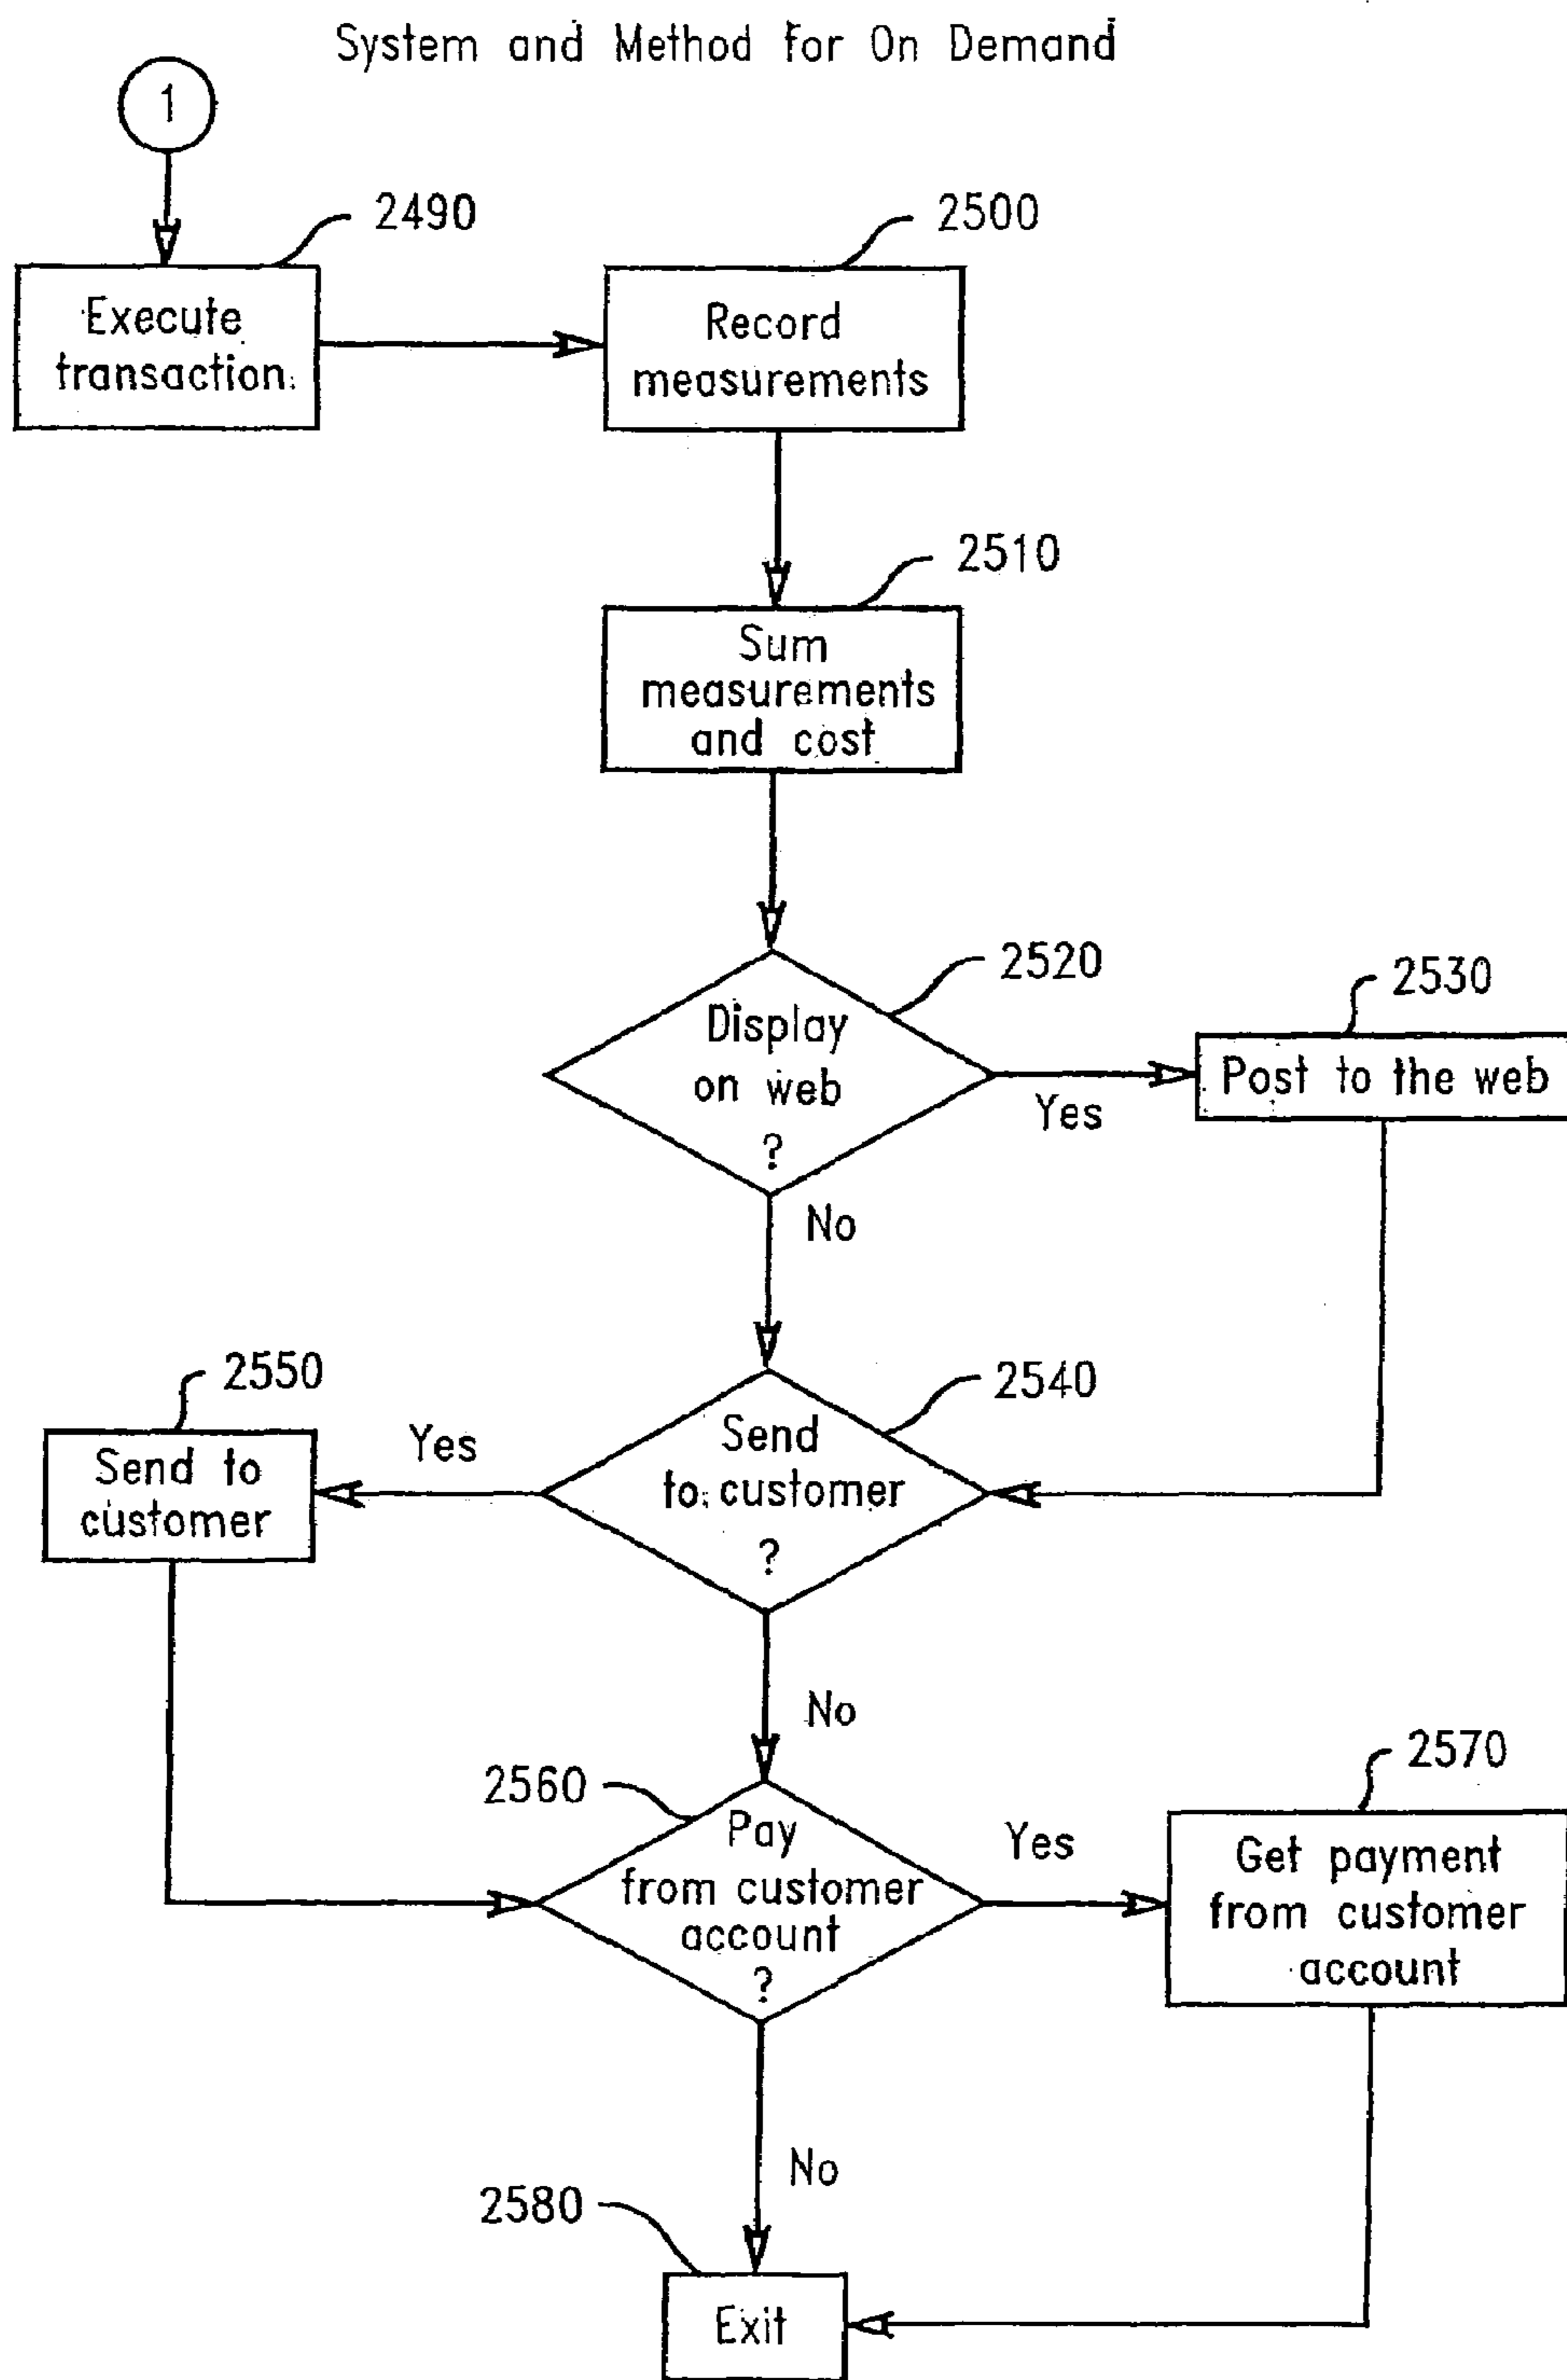 System and Method for On Demand
1
2490
2500
Execute
transaction
Record
measurements
2510
Sum
measurements
and cost
2520
2530
Display
on web
?
Post to the web
Yes
No
2550
2540
Send to
customer
Yes
Send
to customer
?
No
2560
2570
Pay
from customer
account
?
Yes
Get payment
from customer
account
No
2580
Exit